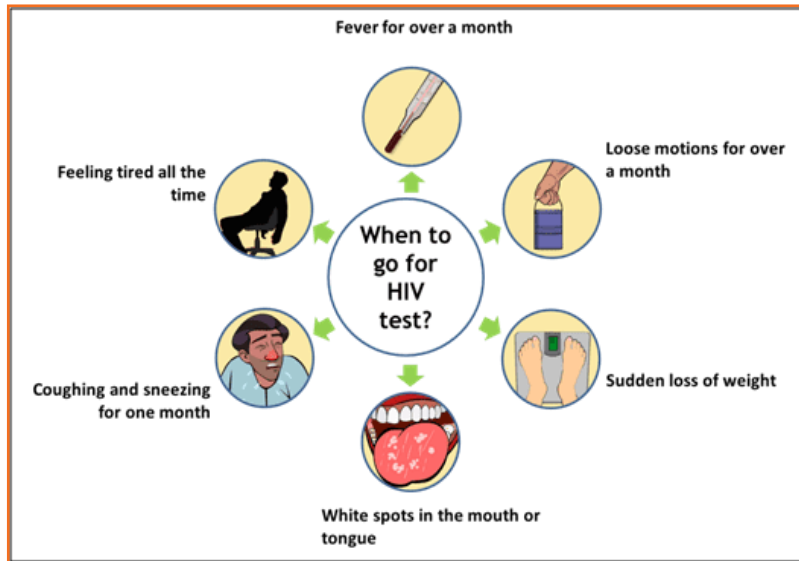 Fever for over a month
Feeling tired all the
time
Loose motions for over
a month
When to
go for
HIV
test?
Coughing and sneezing
for one month
Sudden loss of weight
White spots in the mouth or
tongue